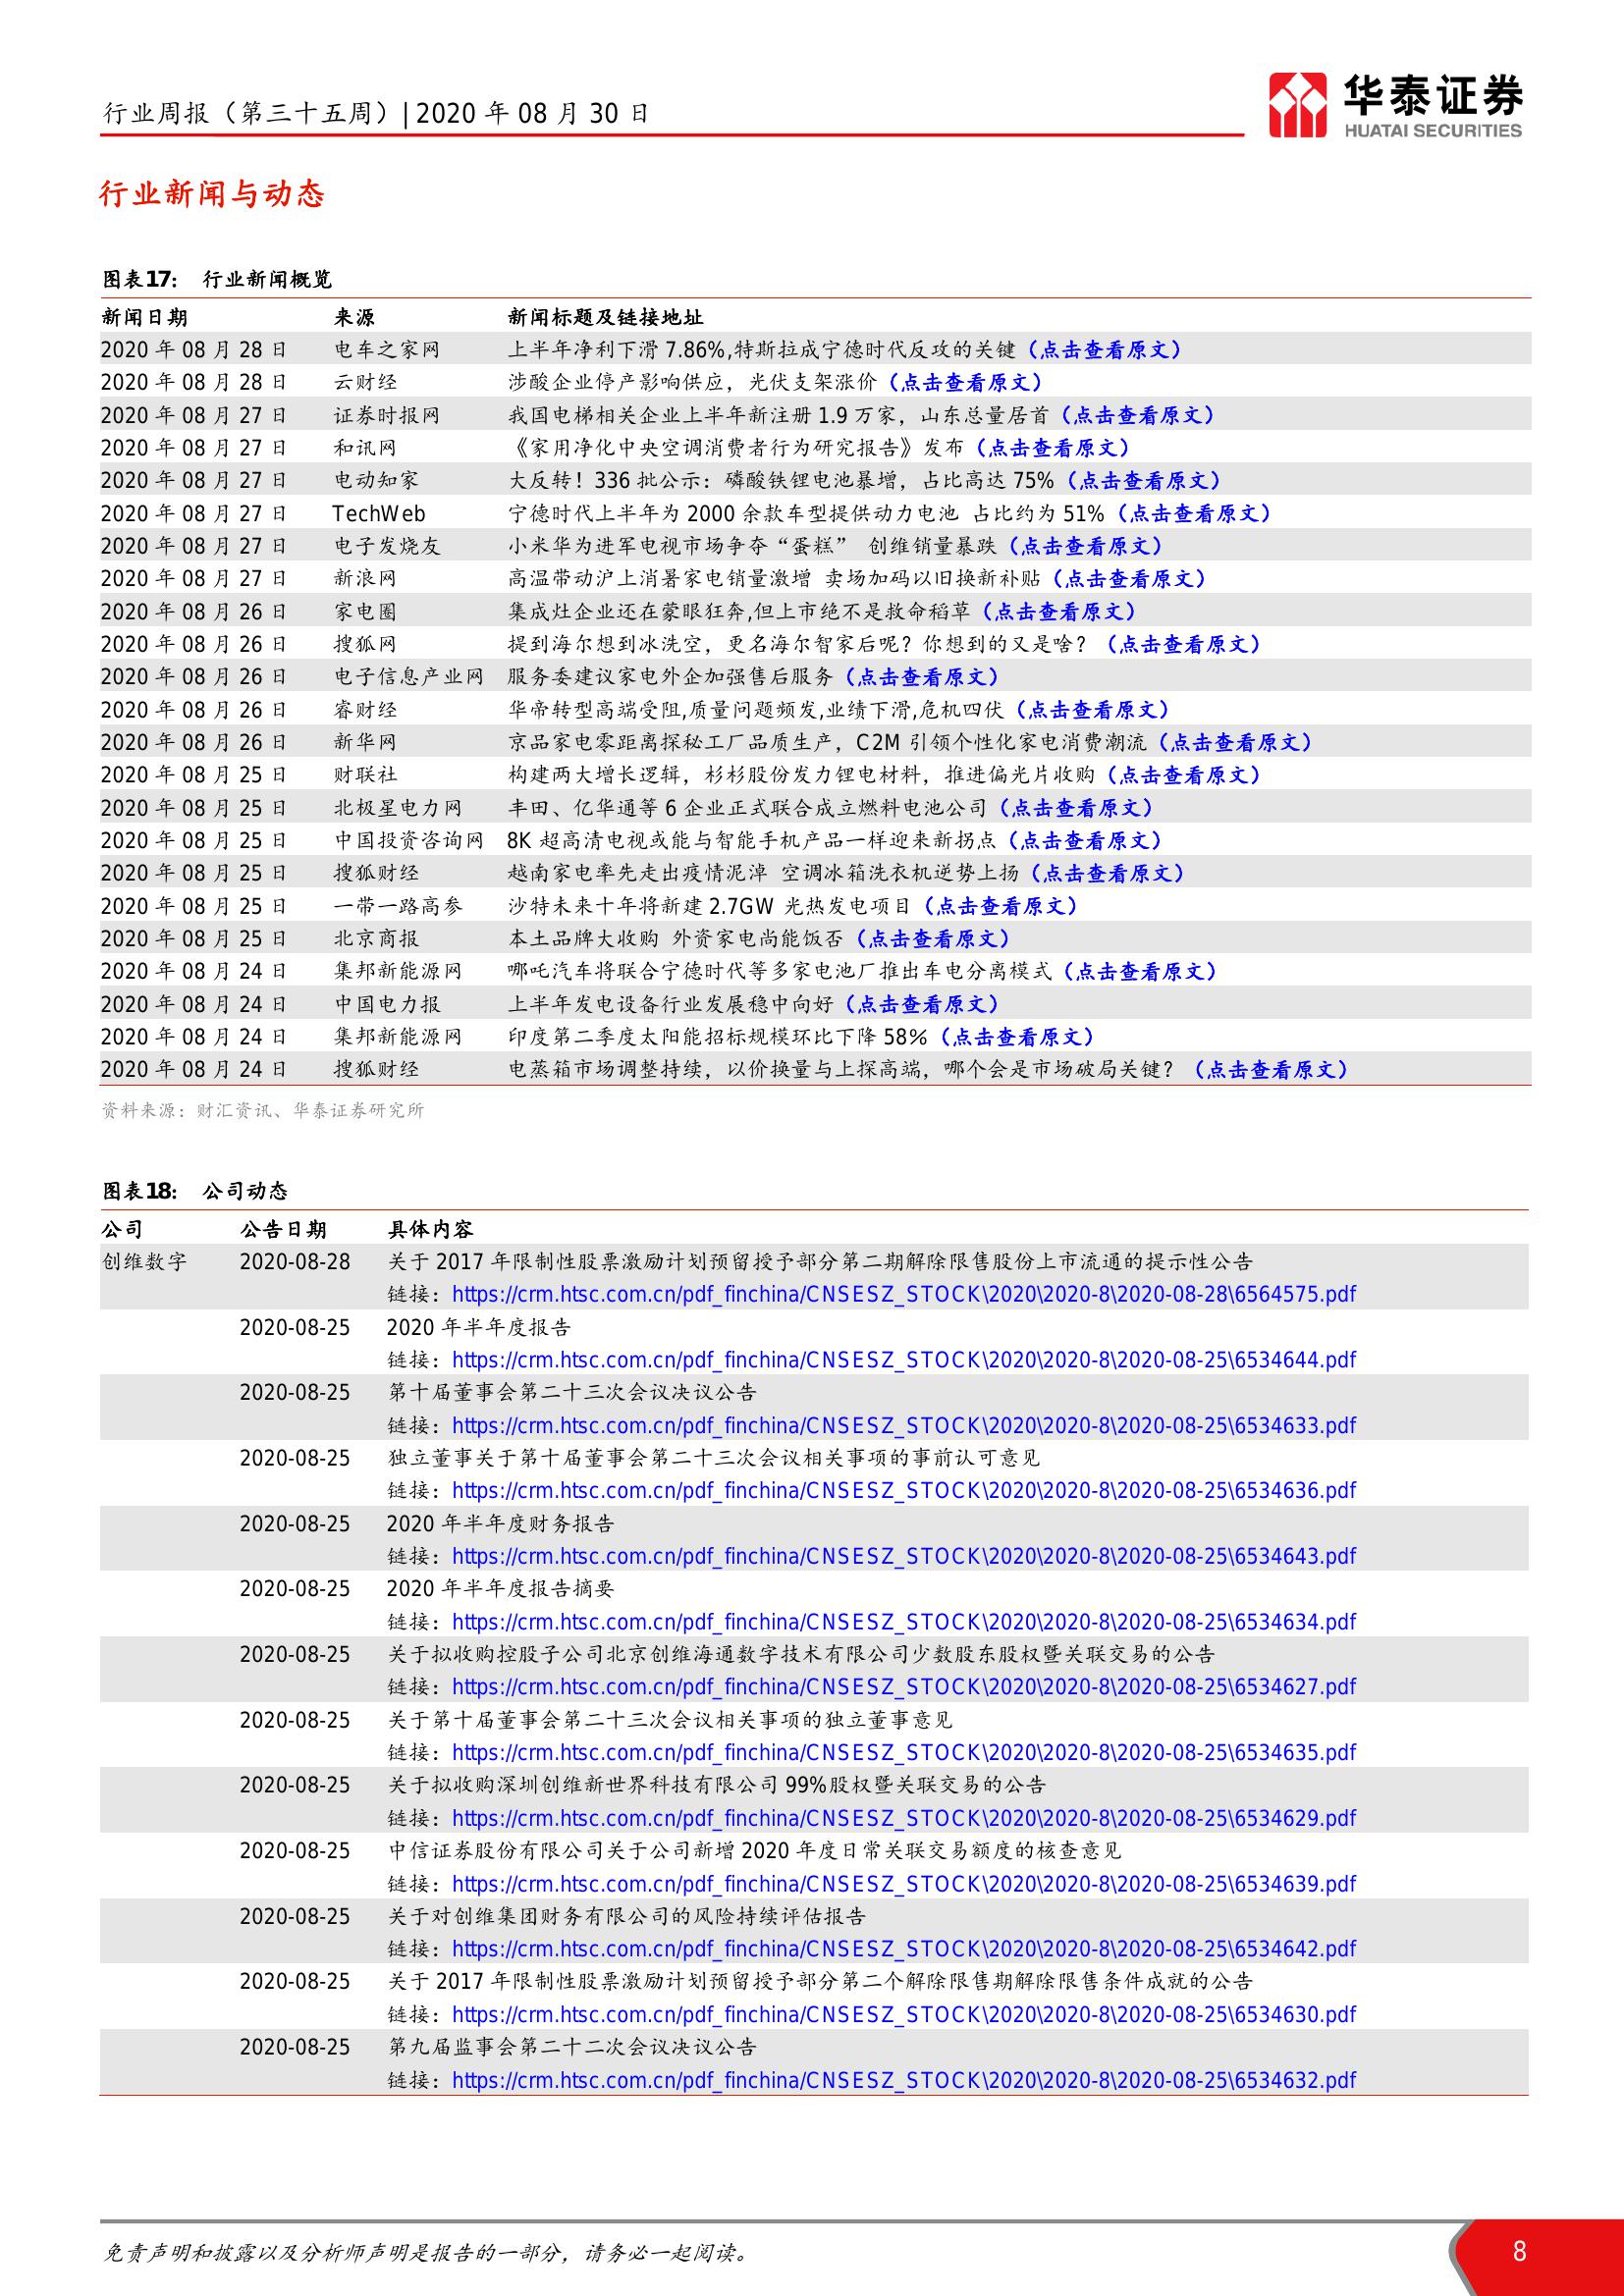 行业周报（第三十五周）| 2020 年 08 月 30 日
华泰证券
HUATAI SECURITIES
行业新闻与动态
图表17： 行业新闻概览
新闻日期 来源 新闻标题及链接地址
2020 年 08 月 28 日 电车之家网 上半年净利下滑 7.86%,特斯拉成宁德时代反攻的关键（点击查看原文）
2020 年 08 月 28 日 云财经 涉酸企业停产影响供应，光伏支架涨价（点击查看原文）
2020 年 08 月 27 日 证券时报网 我国电梯相关企业上半年新注册 1.9 万家，山东总量居首（点击查看原文）
2020 年 08 月 27 日 和讯网 《家用净化中央空调消费者行为研究报告》发布（点击查看原文）
2020 年 08 月 27 日 电动知家 大反转！336 批公示：磷酸铁锂电池暴增，占比高达 75%（点击查看原文）
2020 年 08 月 27 日 TechWeb 宁德时代上半年为 2000 余款车型提供动力电池 占比约为 51%（点击查看原文）
2020 年 08 月 27 日 电子发烧友 小米华为进军电视市场争夺“蛋糕” 创维销量暴跌（点击查看原文）
2020 年 08 月 27 日 新浪网 高温带动沪上消暑家电销量激增 卖场加码以旧换新补贴（点击查看原文）
2020 年 08 月 26 日 家电圈 集成灶企业还在蒙眼狂奔,但上市绝不是救命稻草（点击查看原文）
2020 年 08 月 26 日 搜狐网 提到海尔想到冰洗空，更名海尔智家后呢？你想到的又是啥？（点击查看原文）
2020 年 08 月 26 日 电子信息产业网 服务委建议家电外企加强售后服务（点击查看原文）
2020 年 08 月 26 日 睿财经 华帝转型高端受阻,质量问题频发,业绩下滑,危机四伏（点击查看原文）
2020 年 08 月 26 日 新华网 京品家电零距离探秘工厂品质生产，C2M 引领个性化家电消费潮流（点击查看原文）
2020 年 08 月 25 日 财联社 构建两大增长逻辑，杉杉股份发力锂电材料，推进偏光片收购（点击查看原文）
2020 年 08 月 25 日 北极星电力网 丰田、亿华通等 6 企业正式联合成立燃料电池公司（点击查看原文）
2020 年 08 月 25 日 中国投资咨询网 8K 超高清电视或能与智能手机产品一样迎来新拐点（点击查看原文）
2020 年 08 月 25 日 搜狐财经 越南家电率先走出疫情泥淖 空调冰箱洗衣机逆势上扬（点击查看原文）
2020 年 08 月 25 日 一带一路高参 沙特未来十年将新建 2.7GW 光热发电项目（点击查看原文）
2020 年 08 月 25 日 北京商报 本土品牌大收购 外资家电尚能饭否（点击查看原文）
2020 年 08 月 24 日 集邦新能源网 哪吒汽车将联合宁德时代等多家电池厂推出车电分离模式（点击查看原文）
2020 年 08 月 24 日 中国电力报 上半年发电设备行业发展稳中向好（点击查看原文）
2020 年 08 月 24 日 集邦新能源网 印度第二季度太阳能招标规模环比下降 58%（点击查看原文）
2020 年 08 月 24 日 搜狐财经 电蒸箱市场调整持续，以价换量与上探高端，哪个会是市场破局关键？（点击查看原文）
资料来源：财汇资讯、华泰证券研究所
图表18： 公司动态
公司 公告日期 具体内容
创维数字 2020-08-28 关于 2017 年限制性股票激励计划预留授予部分第二期解除限售股份上市流通的提示性公告
链接：https://crm.htsc.com.cn/pdf_finchina/CNSESZ_STOCK\2020\2020-8\2020-08-28\6564575.pdf
2020-08-25 2020 年半年度报告
链接：https://crm.htsc.com.cn/pdf_finchina/CNSESZ_STOCK\2020\2020-8\2020-08-25\6534644.pdf
2020-08-25 第十届董事会第二十三次会议决议公告
链接：https://crm.htsc.com.cn/pdf_finchina/CNSESZ_STOCK\2020\2020-8\2020-08-25\6534633.pdf
2020-08-25 独立董事关于第十届董事会第二十三次会议相关事项的事前认可意见
链接：https://crm.htsc.com.cn/pdf_finchina/CNSESZ_STOCK\2020\2020-8\2020-08-25\6534636.pdf
2020-08-25 2020 年半年度财务报告
链接：https://crm.htsc.com.cn/pdf_finchina/CNSESZ_STOCK\2020\2020-8\2020-08-25\6534643.pdf
2020-08-25 2020 年半年度报告摘要
链接：https://crm.htsc.com.cn/pdf_finchina/CNSESZ_STOCK\2020\2020-8\2020-08-25\6534634.pdf
2020-08-25 关于拟收购控股子公司北京创维海通数字技术有限公司少数股东股权暨关联交易的公告
链接：https://crm.htsc.com.cn/pdf_finchina/CNSESZ_STOCK\2020\2020-8\2020-08-25\6534627.pdf
2020-08-25 关于第十届董事会第二十三次会议相关事项的独立董事意见
链接：https://crm.htsc.com.cn/pdf_finchina/CNSESZ_STOCK\2020\2020-8\2020-08-25\6534635.pdf
2020-08-25 关于拟收购深圳创维新世界科技有限公司 99%股权暨关联交易的公告
链接：https://crm.htsc.com.cn/pdf_finchina/CNSESZ_STOCK\2020\2020-8\2020-08-25\6534629.pdf
2020-08-25 中信证券股份有限公司关于公司新增 2020 年度日常关联交易额度的核查意见
链接：https://crm.htsc.com.cn/pdf_finchina/CNSESZ_STOCK\2020\2020-8\2020-08-25\6534639.pdf
2020-08-25 关于对创维集团财务有限公司的风险持续评估报告
链接：https://crm.htsc.com.cn/pdf_finchina/CNSESZ_STOCK\2020\2020-8\2020-08-25\6534642.pdf
2020-08-25 关于 2017 年限制性股票激励计划预留授予部分第二个解除限售期解除限售条件成就的公告
链接：https://crm.htsc.com.cn/pdf_finchina/CNSESZ_STOCK\2020\2020-8\2020-08-25\6534630.pdf
2020-08-25 第九届监事会第二十二次会议决议公告
链接：https://crm.htsc.com.cn/pdf_finchina/CNSESZ_STOCK\2020\2020-8\2020-08-25\6534632.pdf
免责声明和披露以及分析师声明是报告的一部分，请务必一起阅读。
8